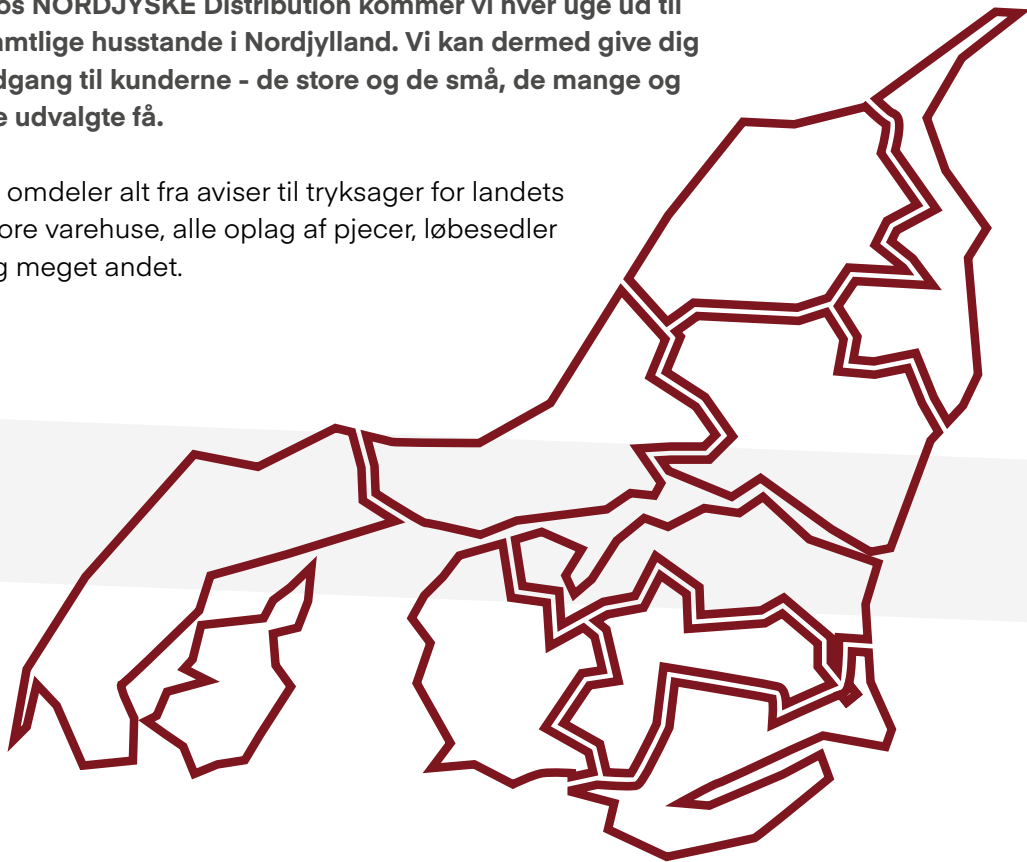 os NORDJYSKE Distribution kommer vi hver uge ud til
amtlige husstande i Nordjylland. Vi kan dermed give dig
dgang til kunderne - de store og de små, de mange og
e udvalgte få.
omdeler alt fra aviser til tryksager for landets
ore varehuse, alle oplag af pjecer, løbesedler
g meget andet.